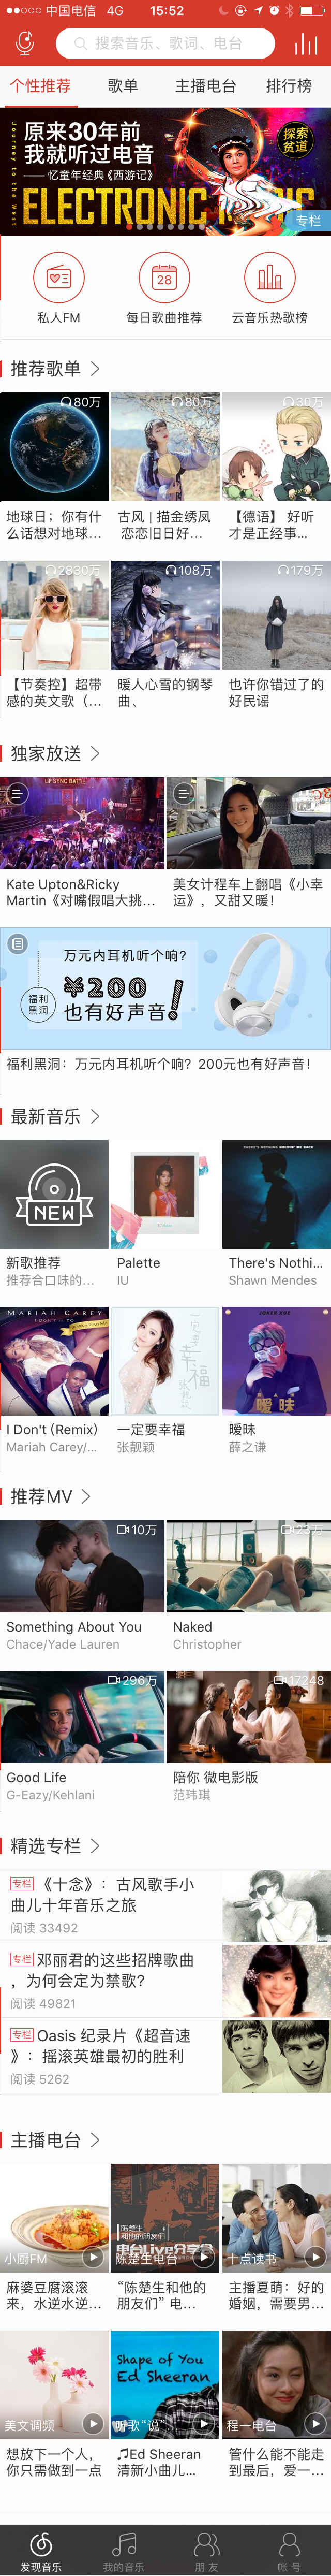 中国电信 4G 15:52
搜索音乐、歌词、电台
个性推荐 歌单 主播电台 排行榜
Journey to the West
原来30年前
我就听过电音
忆童年经典《西游记》
探索
贫道
ELECTRONIC MUSIC
专栏
28
私人FM 每日歌曲推荐 云音乐热歌榜
推荐歌单
80万 80万 30万
地球日；你有什
么话想对地球...
古风 | 描金绣凤
恋恋旧日好...
【德语】 好听
才是正经事...
2830万 108万 179万
【节奏控】超带
感的英文歌（...
暖人心雪的钢琴
曲、
也许你错过了的
好民谣
独家放送
LIP SYNC BATTLE
Kate Upton&Ricky
Martin《对嘴假唱大挑...
美女计程车上翻唱《小幸
运》，又甜又暖！
福利
黑洞
万元内耳机听个响？
¥200
也有好声音！
福利黑洞：万元内耳机听个响？200元也有好声音！
最新音乐
NEW
THERE'S NOTHING HOLDIN' ME BACK
新歌推荐
推荐合口味的...
Palette
IU
There's Nothi...
Shawn Mendes
MARIAH CAREY
I DON'T
一定要幸福
张靓颖
JOKER XUE
暧昧
I Don't (Remix)
Mariah Carey/...
一定要幸福
张靓颖
暧昧
薛之谦
推荐MV
10万
Something About You
Chace/Yade Lauren
Naked
Christopher
296万 17248
Good Life
G-Eazy/Kehlani
陪你 微电影版
范玮琪
精选专栏
专栏 《十念》：古风歌手小
曲儿十年音乐之旅
阅读 33492
专栏 邓丽君的这些招牌歌曲
，为何会定为禁歌？
阅读 49821
专栏 Oasis 纪录片《超音速
》：摇滚英雄最初的胜利
阅读 5262
主播电台
陈楚生
和他的朋友们
电台Live分享会
小厨FM 陈楚生电台 十点读书
麻婆豆腐滚滚
来，水逆水逆...
“陈楚生和他的
朋友们” 电...
主播夏萌：好的
婚姻，需要男...
Shape of You
Ed Sheeran
美文调频 听歌“说” 程一电台
想放下一个人，
你只需做到一点
♫Ed Sheeran
清新小曲儿...
管什么能不能走
到最后，爱一...
发现音乐 我的音乐 朋友 帐号